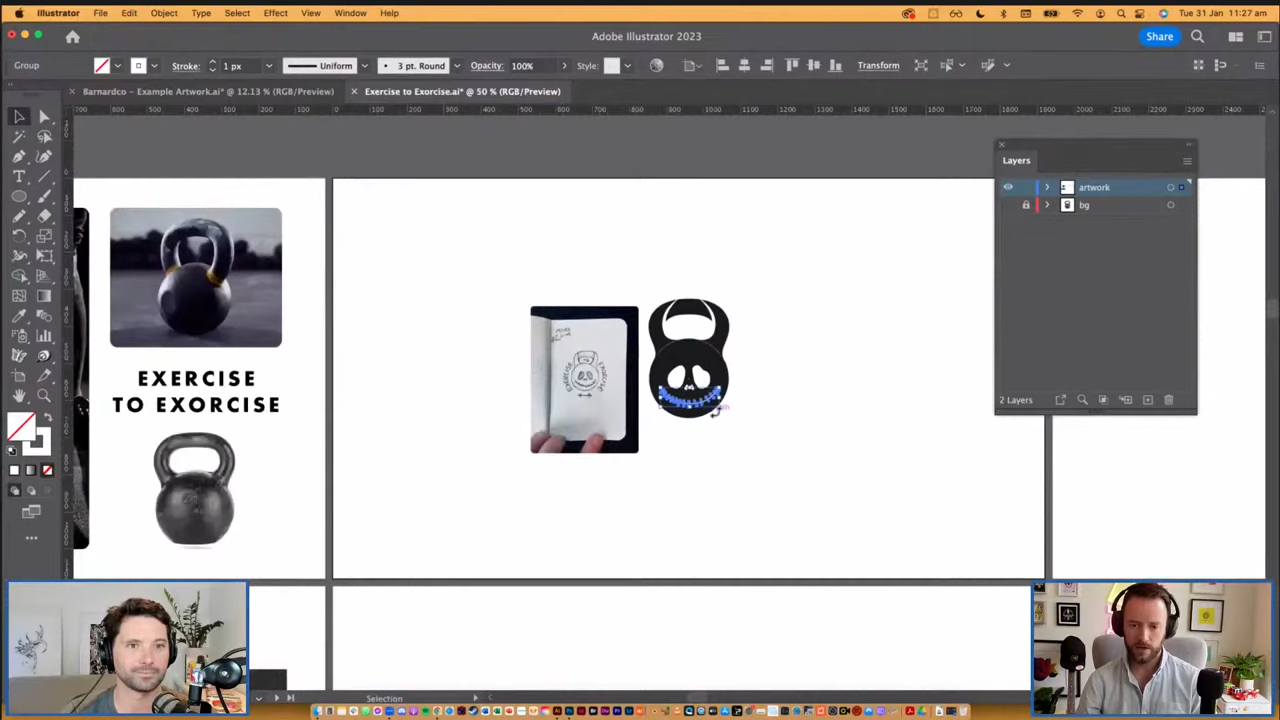 Illustrator File Edit Object Type Select Effect View Window Help
Tue 31 Jan 11:27 am
Adobe Illustrator 2023
Share
Group
Stroke:
1 px
Uniform
3 pt. Round
Opacity:
100%
Style:
Transform
Barnardco - Example Artwork.ai* @ 12.13 % (RGB/Preview)
Exercise to Exorcise.ai* @ 50 % (RGB/Preview)
Layers
artwork
bg
2 Layers
EXERCISE
TO EXORCISE
EXERCISE
EXORCISE
Selection